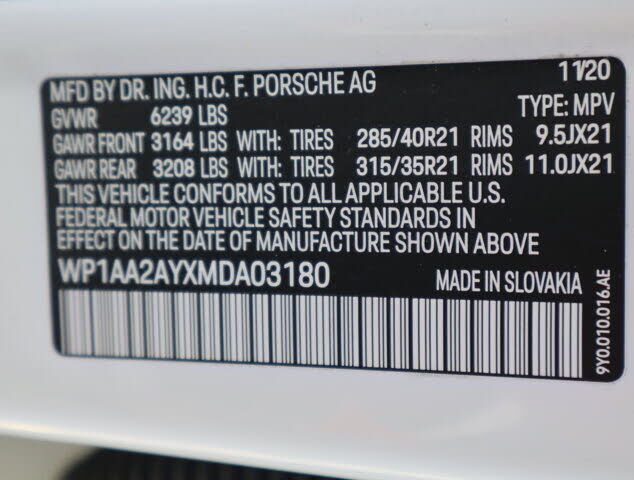 MFD BY DR. ING. H.C. F. PORSCHE AG 11/20
GVWR 6239 LBS TYPE: MPV
GAWR FRONT 3164 LBS WITH: TIRES 285/40R21 RIMS 9.5JX21
GAWR REAR 3208 LBS WITH: TIRES 315/35R21 RIMS 11.0JX21
THIS VEHICLE CONFORMS TO ALL APPLICABLE U.S.
FEDERAL MOTOR VEHICLE SAFETY STANDARDS IN
EFFECT ON THE DATE OF MANUFACTURE SHOWN ABOVE
WP1AA2AYXMDA03180 MADE IN SLOVAKIA
9Y0.010.016.AE